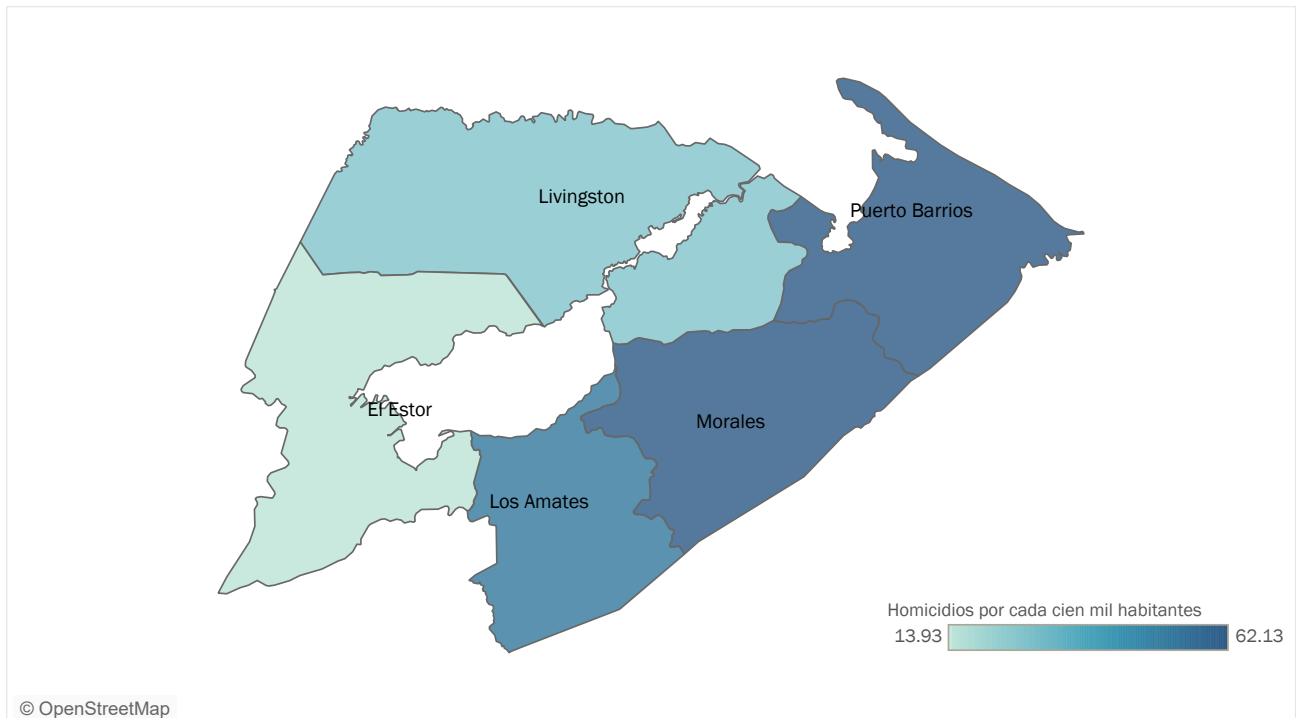 Livingston
Puerto Barrios
El Estor
Morales
Los Amates
Homicidios por cada cien mil habitantes
13.93 62.13
© OpenStreetMap